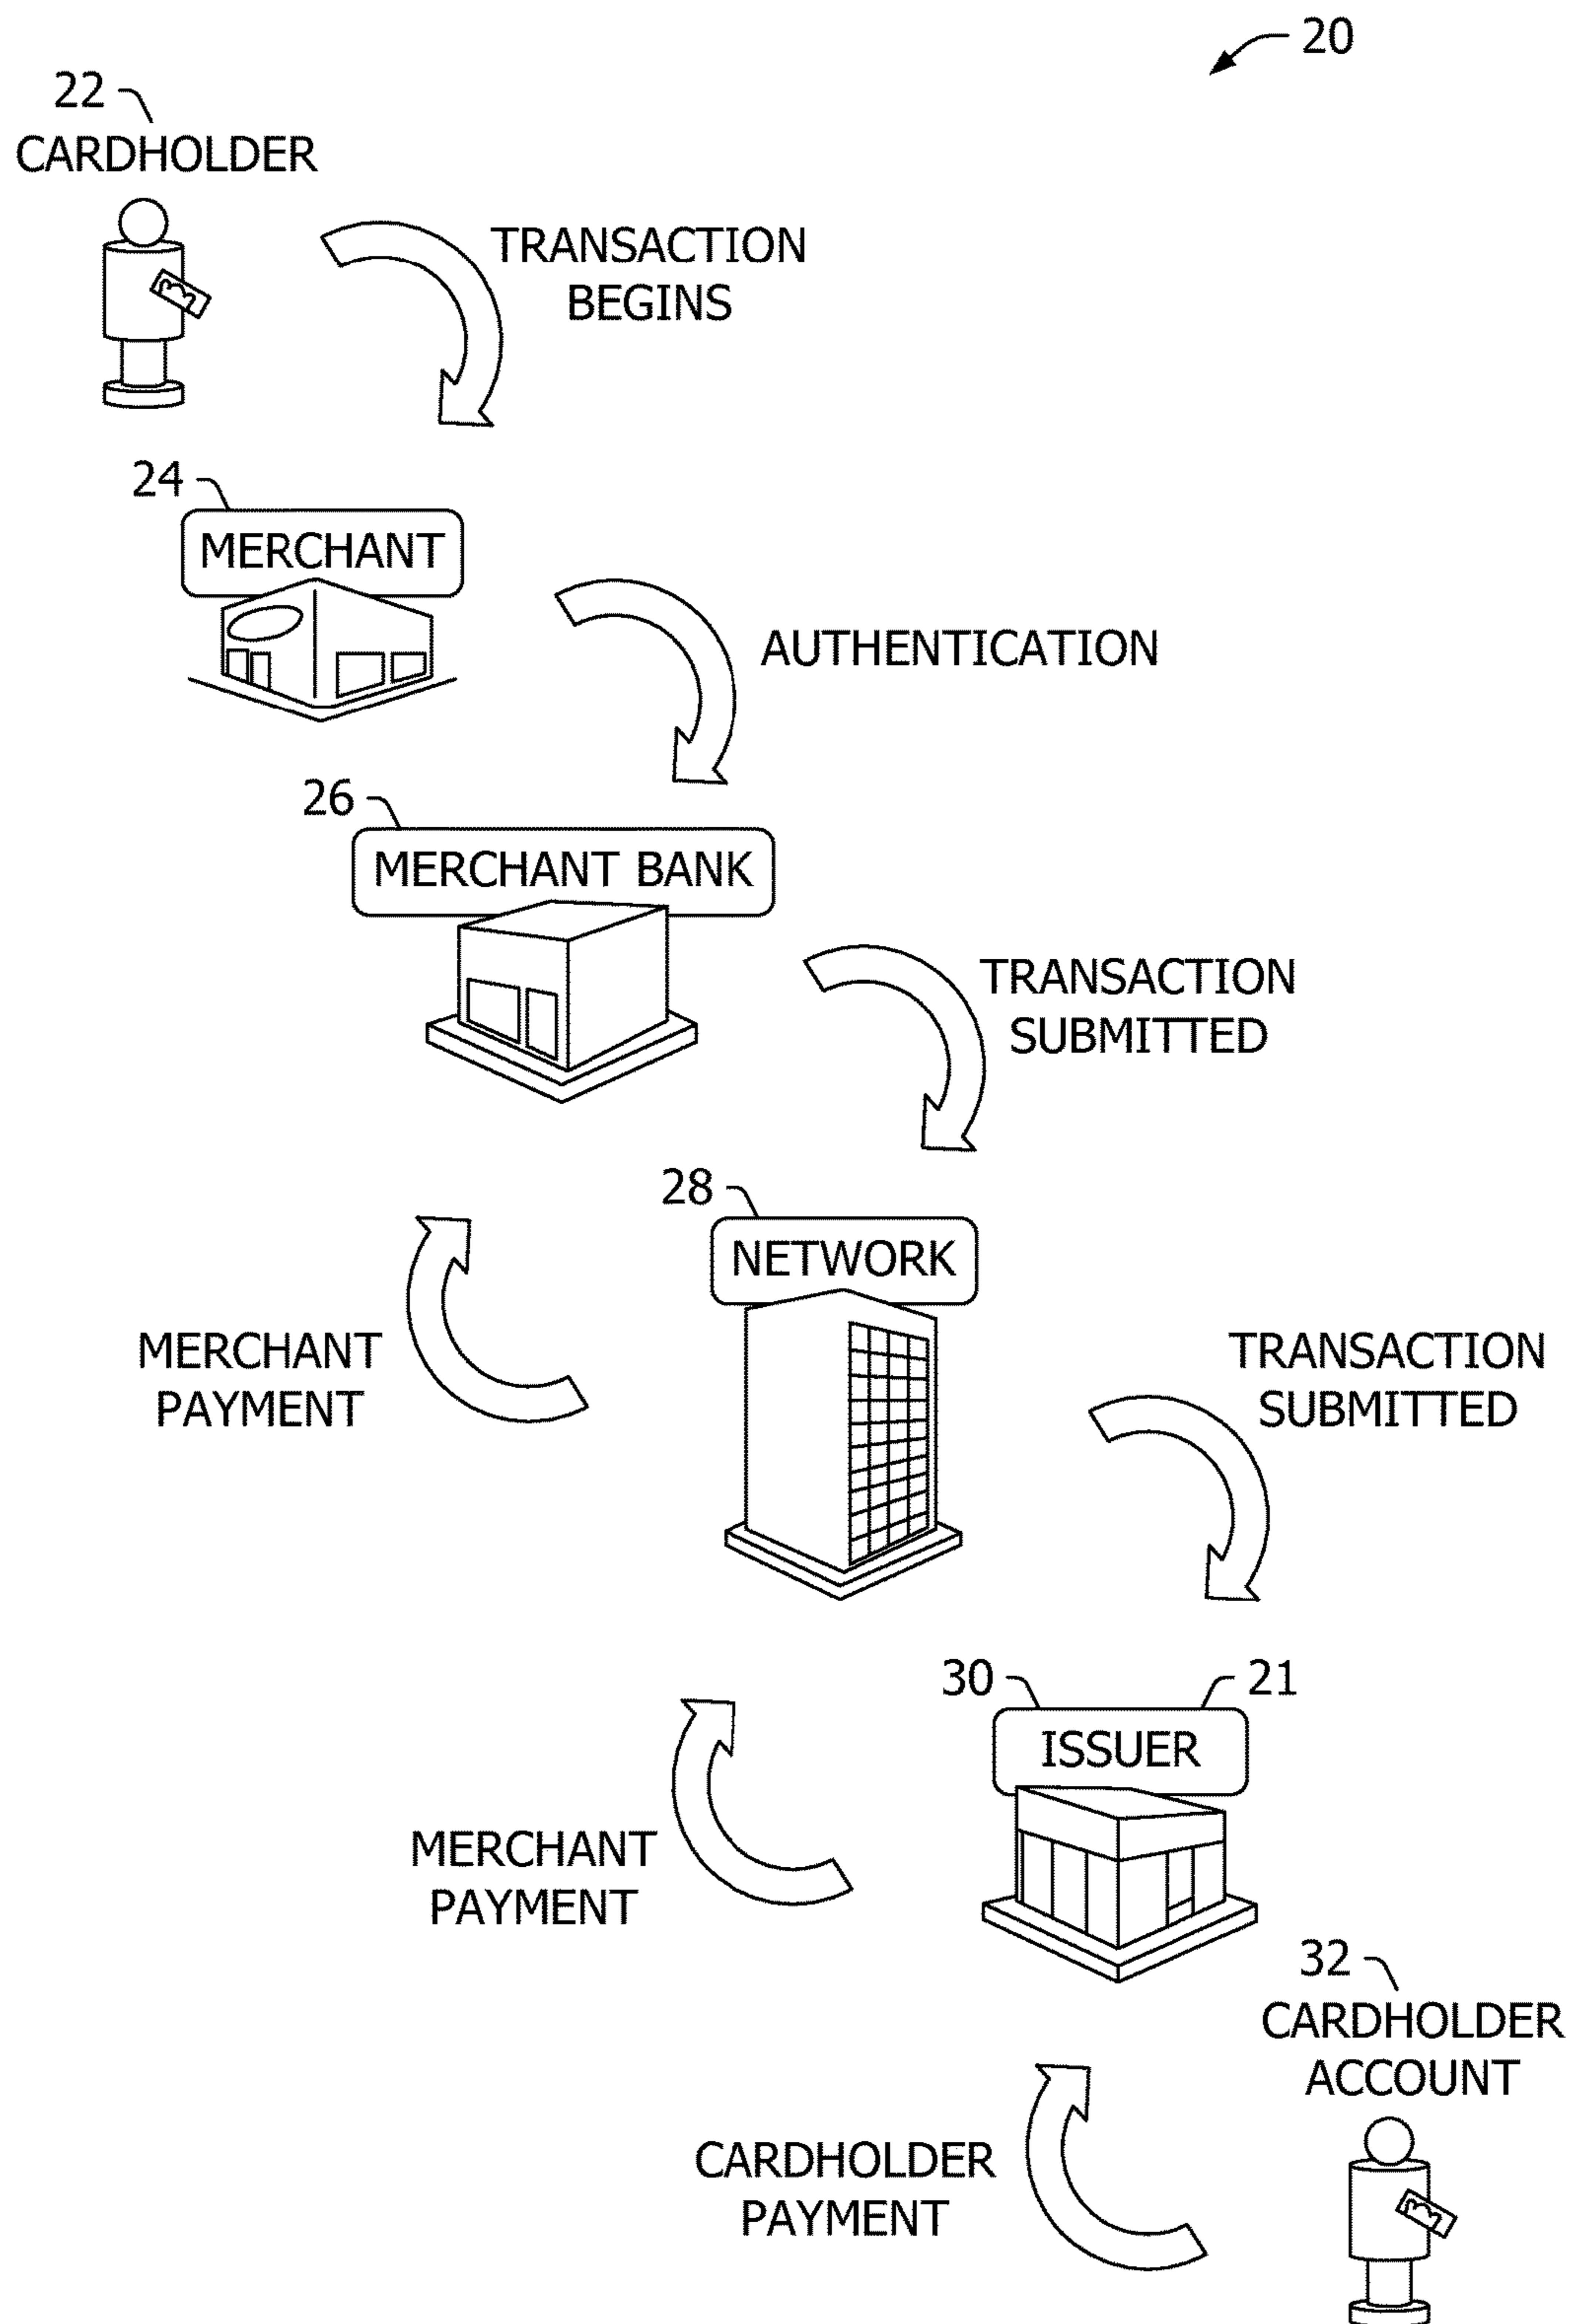 20
22
CARDHOLDER
TRANSACTION
BEGINS
24
MERCHANT
AUTHENTICATION
26
MERCHANT BANK
TRANSACTION
SUBMITTED
28
NETWORK
MERCHANT
PAYMENT
TRANSACTION
SUBMITTED
30
21
ISSUER
MERCHANT
PAYMENT
32
CARDHOLDER
ACCOUNT
CARDHOLDER
PAYMENT